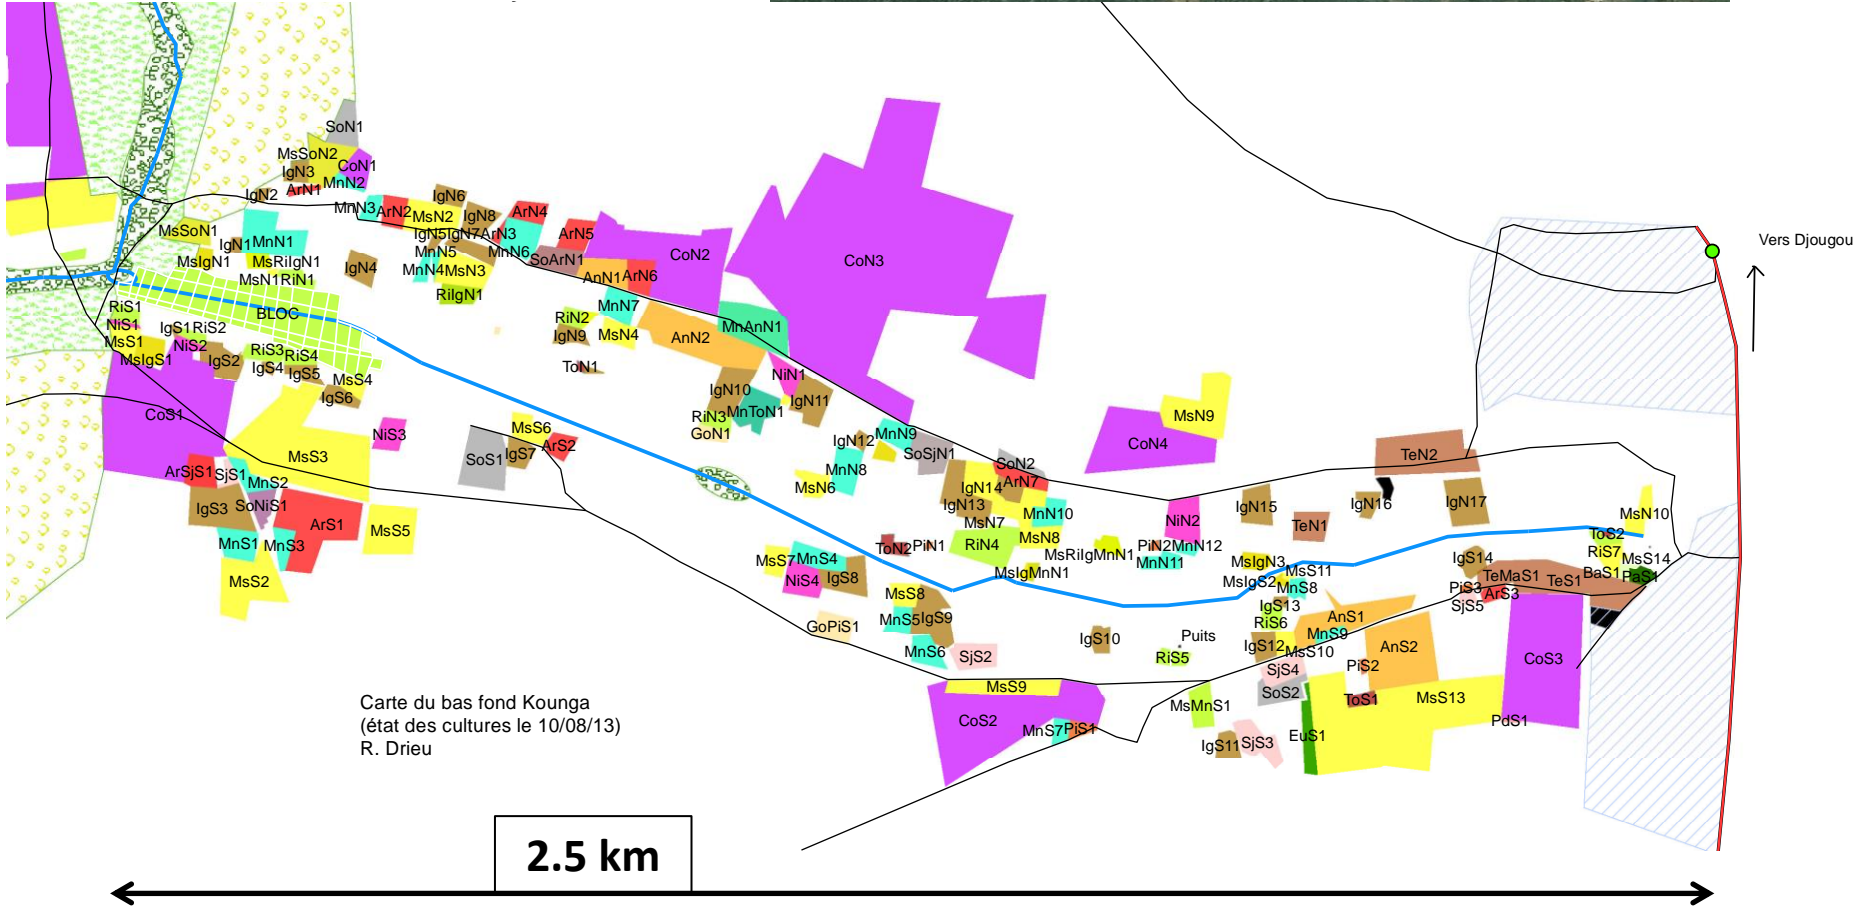 SoN1
MsSoN2
CoN1
IgN3
MnN2
ArN1
IgN2
MnN3
ArN2
MsN2
IgN6
IgN8
ArN4
Vers Djougou
MsSoN1
IgN1
MnN1
IgN5
IgN7
ArN3
ArN5
MsIgN1
MsRiIgN1
MnN5
MnN6
SoArN1
CoN2
CoN3
MsN1
RiN1
IgN4
MnN4
MsN3
AnN1
ArN6
RiIgN1
RiS1
BLOC
MnN7
NiS1
IgS1
RiS2
RiN2
MnAnN1
MsS1
NiS2
IgN9
MsN4
AnN2
MsIgS1
IgS2
RiS3
RiS4
IgS4
IgS5
ToN1
NiN1
MsS4
IgS6
IgN10
IgN11
CoS1
RiN3
MnToN1
MsN9
GoN1
NiS3
MsS6
IgN12
MnN9
CoN4
MsS3
SoS1
IgS7
ArS2
SoSjN1
TeN2
ArSjS1
SjS1
MnS2
MnN8
SoN2
MsN6
IgN14
ArN7
IgS3
SoNiS1
IgN13
IgN15
IgN16
IgN17
ArS1
MsS5
MsN7
MnN10
NiN2
TeN1
MsN10
MnS1
MnS3
ToN2
PiN1
RiN4
MsN8
MsRiIgMnN1
PiN2
MnN12
ToS2
MsS7
MnS4
MnN11
MsIgN3
IgS14
RiS7
MsS14
MsS2
NiS4
IgS8
MsIgMnN1
MsIgS2
MsS11
TeMaS1
TeS1
BaS1
PaS1
MsS8
MnS8
PiS3
ArS3
IgS13
SjS5
GoPiS1
MnS5
IgS9
RiS6
AnS1
IgS10
Puits
MnS9
MnS6
SjS2
RiS5
IgS12
MsS10
AnS2
CoS3
SjS4
PiS2
MsS9
SoS2
ToS1
MsS13
Carte du bas fond Kounga
(état des cultures le 10/08/13)
R. Drieu
CoS2
MnS7
PiS1
MsMnS1
PdS1
IgS11
SjS3
EuS1
2.5 km